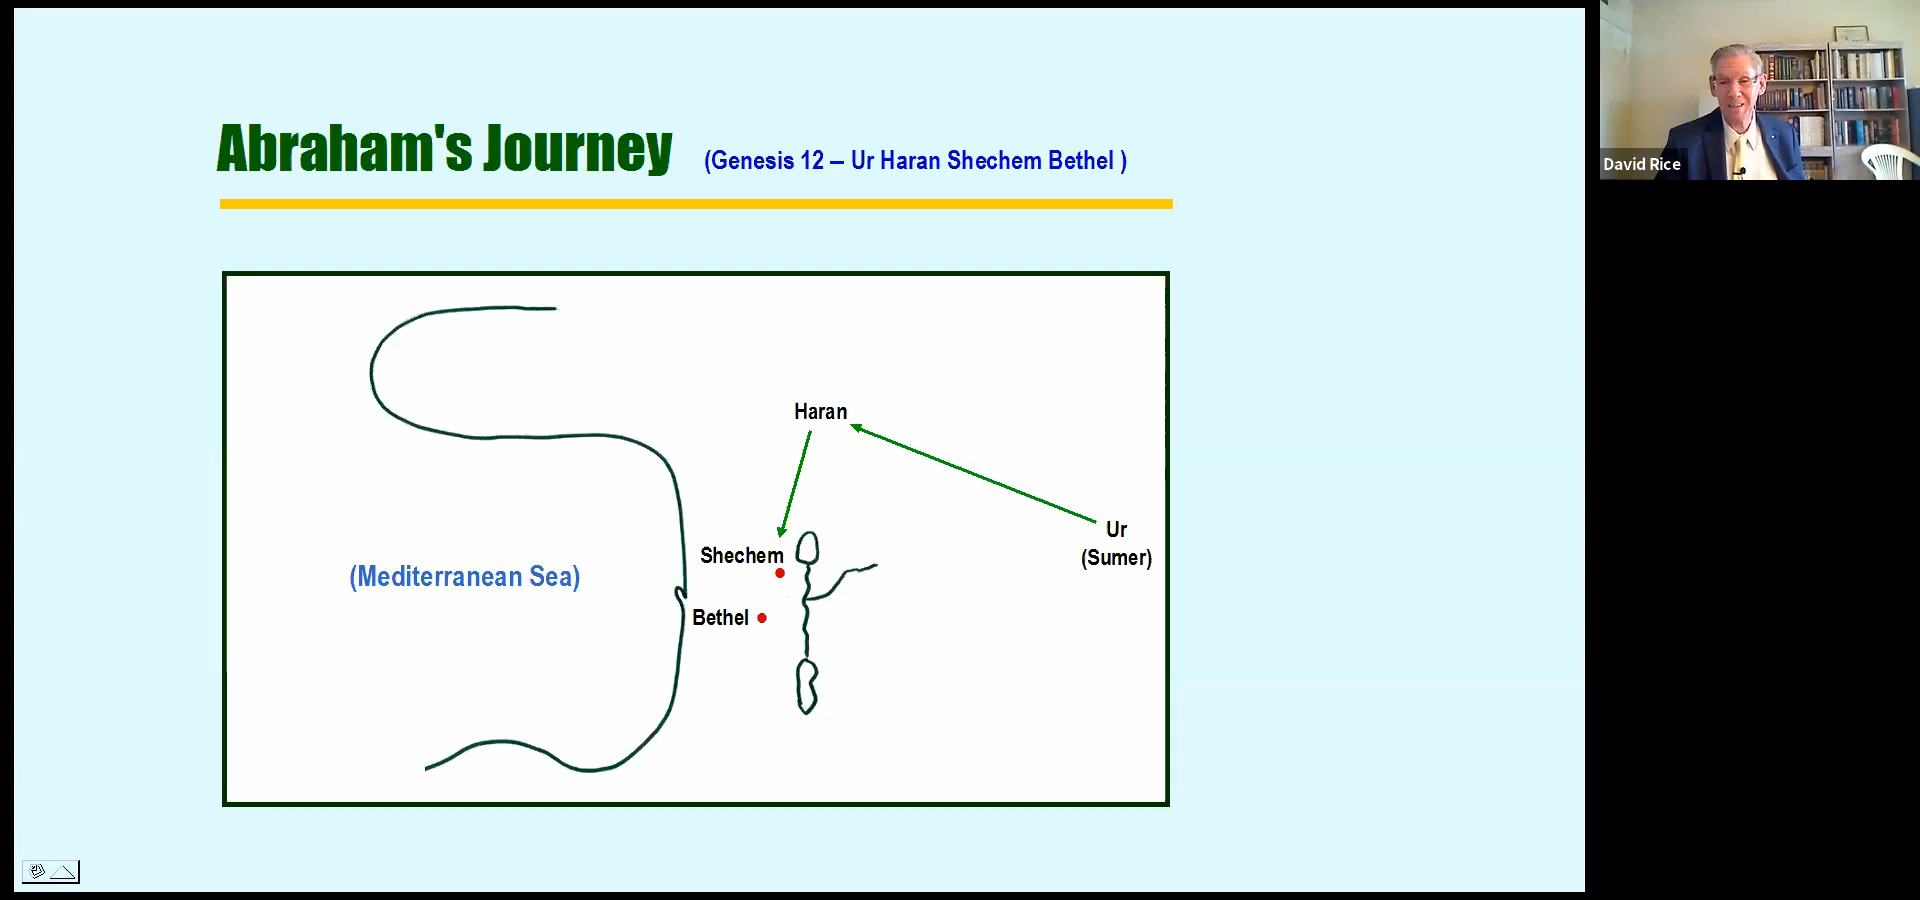 Abraham's Journey (Genesis 12 – Ur Haran Shechem Bethel )
David Rice
Haran
Ur
(Sumer)
Shechem
(Mediterranean Sea)
Bethel